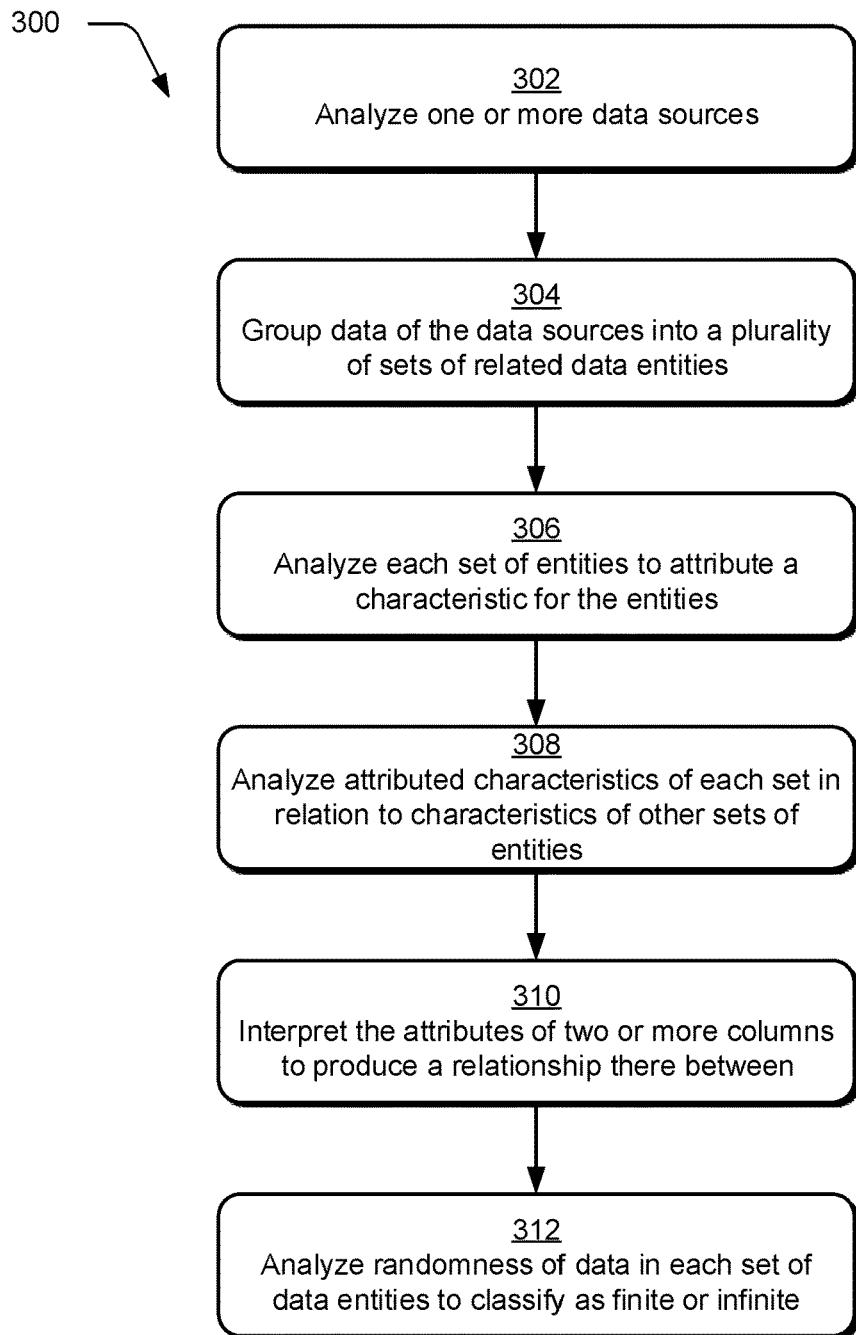 300
302
Analyze one or more data sources
304
Group data of the data sources into a plurality
of sets of related data entities
306
Analyze each set of entities to attribute a
characteristic for the entities
308
Analyze attributed characteristics of each set in
relation to characteristics of other sets of
entities
310
Interpret the attributes of two or more columns
to produce a relationship there between
312
Analyze randomness of data in each set of
data entities to classify as finite or infinite